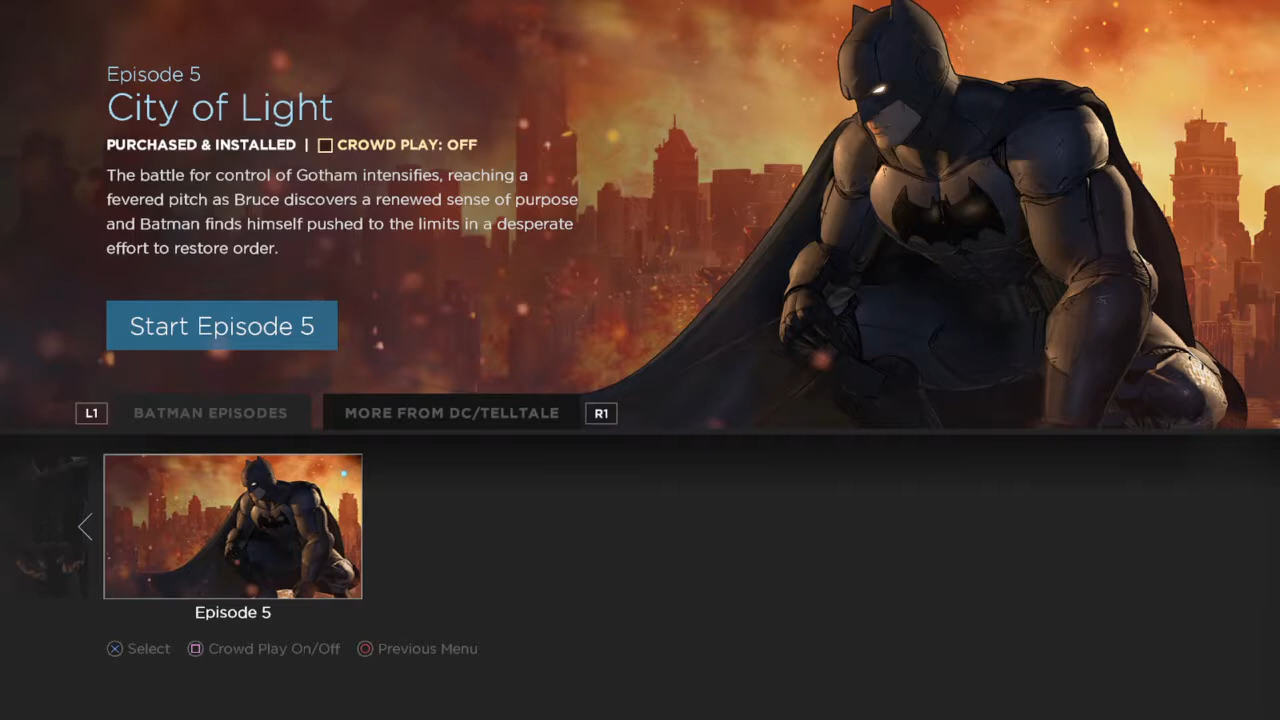 Episode 5
City of Light
PURCHASED & INSTALLED | CROWD PLAY: OFF
The battle for control of Gotham intensifies, reaching a
fevered pitch as Bruce discovers a renewed sense of purpose
and Batman finds himself pushed to the limits in a desperate
effort to restore order.
Start Episode 5
L1 BATMAN EPISODES MORE FROM DC/TELLTALE R1
Episode 5
Select Crowd Play On/Off Previous Menu